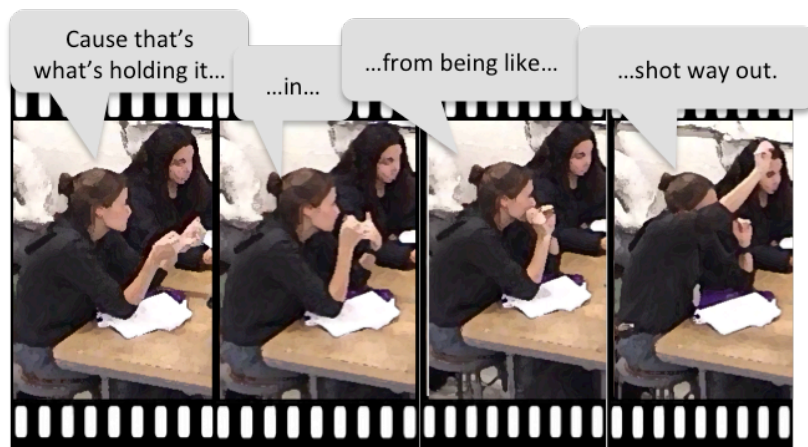 Cause that's
what's holding it...
...in...
...from being like...
...shot way out.